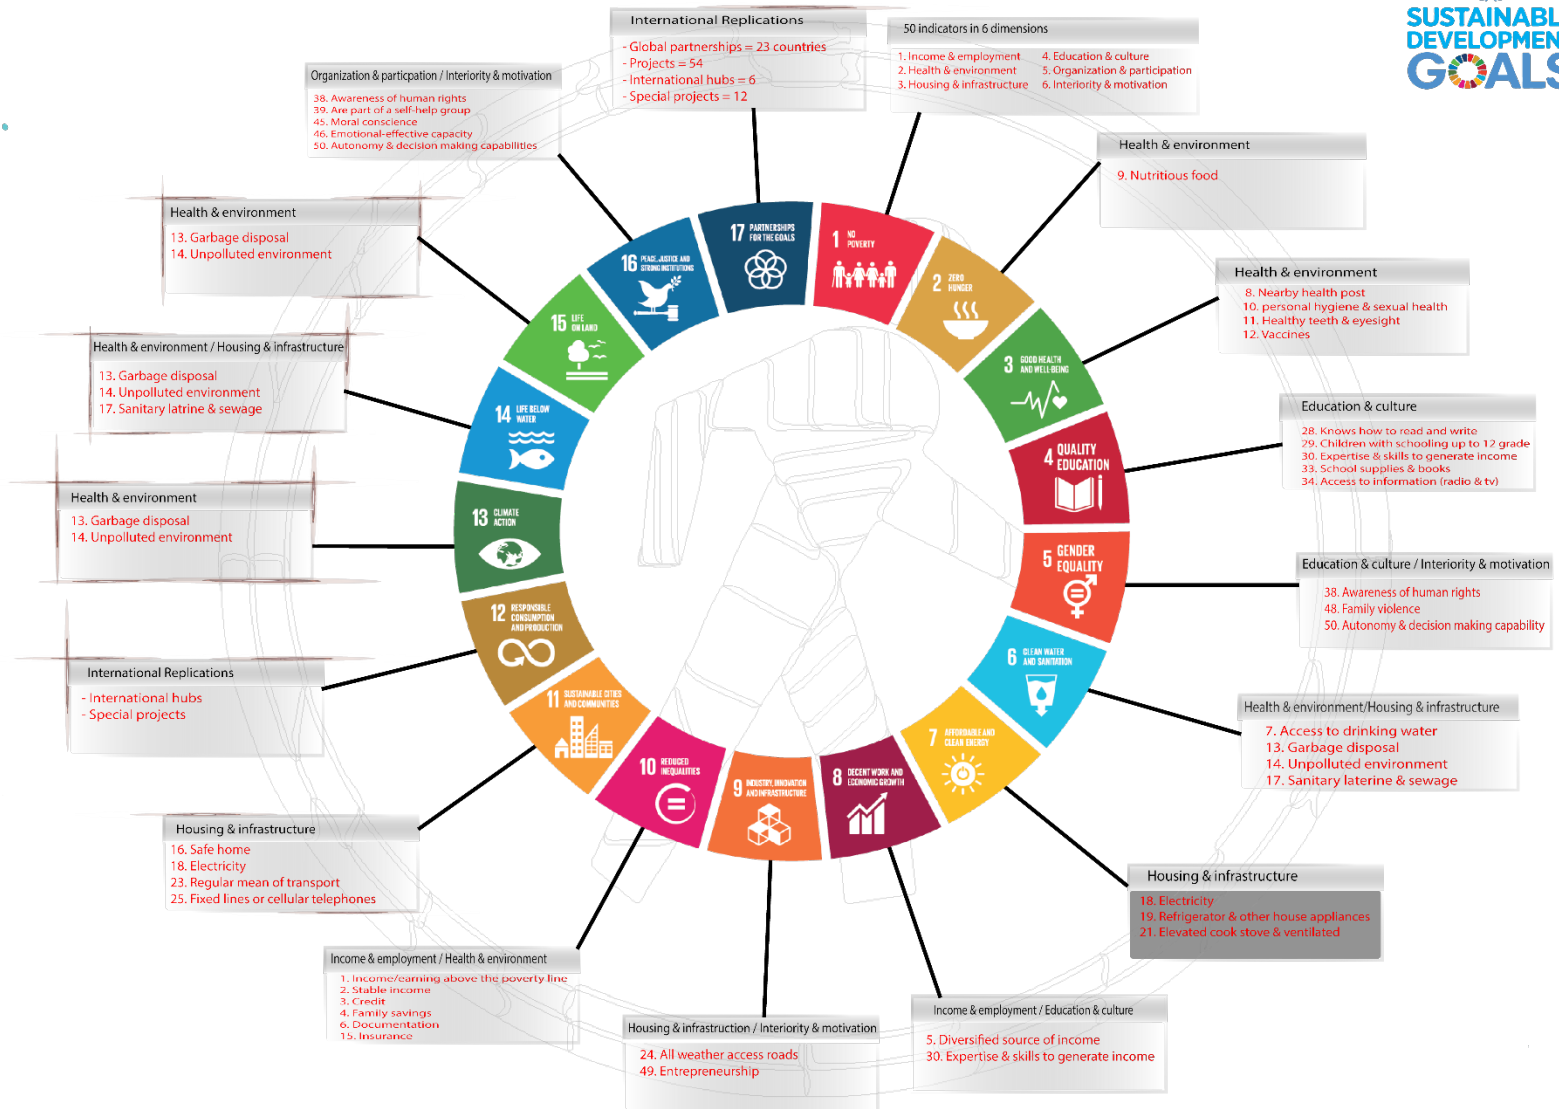 SUSTAINABL
DEVELOPMEN
GOALS
International Replications
- Global partnerships = 23 countries
- Projects = 54
- International hubs = 6
- Special projects = 12
50 indicators in 6 dimensions
1. Income & employment
2. Health & environment
3. Housing & infrastructure
4. Education & culture
5. Organization & participation
6. Interiority & motivation
Health & environment
9. Nutritious food
Health & environment
8. Nearby health post
10. personal hygiene & sexual health
11. Healthy teeth & eyesight
12. Vaccines
Education & culture
28. Knows how to read and write
29. Children with schooling up to 12 grade
30. Expertise & skills to generate income
33. School supplies & books
34. Access to information (radio & tv)
Education & culture / Interiority & motivation
38. Awareness of human rights
48. Family violence
50. Autonomy & decision making capability
Health & environment/Housing & infrastructure
7. Access to drinking water
13. Garbage disposal
14. Unpolluted environment
17. Sanitary laterine & sewage
Housing & infrastructure
18. Electricity
19. Refrigerator & other house appliances
21. Elevated cook stove & ventilated
Income & employment / Education & culture
5. Diversified source of income
30. Expertise & skills to generate income
Housing & infrastruction / Interiority & motivation
24. All weather access roads
49. Entrepreneurship
Income & employment / Health & environment
1. Income/earning above the poverty line
2. Stable income
3. Credit
4. Family savings
6. Documentation
15. Insurance
Housing & infrastructure
16. Safe home
18. Electricity
23. Regular mean of transport
25. Fixed lines or cellular telephones
International Replications
- International hubs
- Special projects
Health & environment
13. Garbage disposal
14. Unpolluted environment
Health & environment / Housing & infrastructure
13. Garbage disposal
14. Unpolluted environment
17. Sanitary latrine & sewage
Health & environment
13. Garbage disposal
14. Unpolluted environment
Organization & particpation / Interiority & motivation
38. Awareness of human rights
39. Are part of a self-help group
45. Moral conscience
46. Emotional-effective capacity
50. Autonomy & decision making capabilities
1 NO
POVERTY
2 ZERO
HUNGER
3 GOOD HEALTH
AND WELL-BEING
4 QUALITY
EDUCATION
5 GENDER
EQUALITY
6 CLEAN WATER
AND SANITATION
7 AFFORDABLE AND
CLEAN ENERGY
8 DECENT WORK AND
ECONOMIC GROWTH
9 INDUSTRY, INNOVATION
AND INFRASTRUCTURE
10 REDUCED
INEQUALITIES
11 SUSTAINABLE CITIES
AND COMMUNITIES
12 RESPONSIBLE
CONSUMPTION
AND PRODUCTION
13 CLIMATE
ACTION
14 LIFE BELOW
WATER
15 LIFE
ON LAND
16 PEACE, JUSTICE AND
STRONG INSTITUTIONS
17 PARTNERSHIPS
FOR THE GOALS